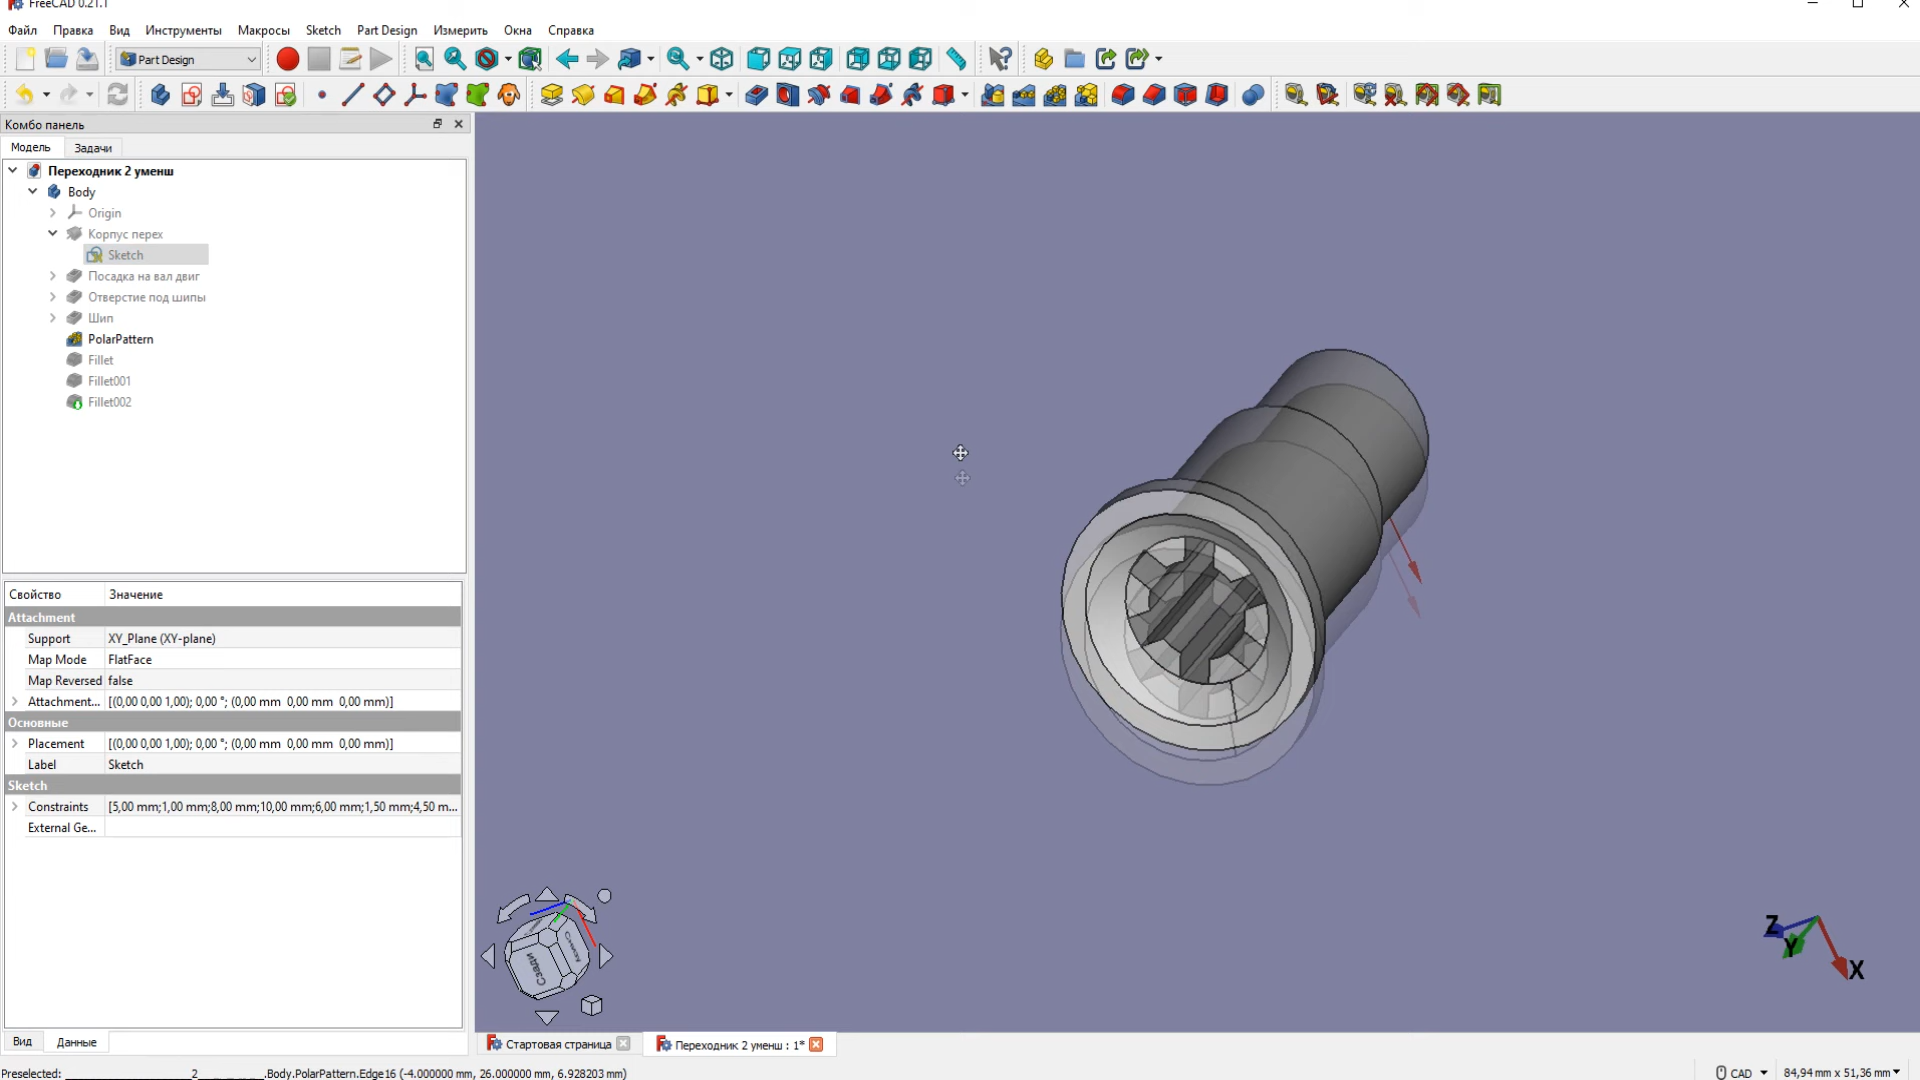 FreeCAD 0.21.1
Файл Правка Вид Инструменты Макросы Sketch Part Design Измерить Окна Справка
Part Design
Комбо панель
Модель Задачи
Переходник 2 уменш
Body
Origin
Корпус перех
Sketch
Посадка на вал двиг
Отверстие под шипы
Шип
PolarPattern
Fillet
Fillet001
Fillet002
Свойство Значение
Attachment
Support XY_Plane (XY-plane)
Map Mode FlatFace
Map Reversed false
Attachment... [(0,00 0,00 1,00); 0,00 °; (0,00 mm 0,00 mm 0,00 mm)]
Основные
Placement [(0,00 0,00 1,00); 0,00 °; (0,00 mm 0,00 mm 0,00 mm)]
Label Sketch
Sketch
Constraints [5,00 mm;1,00 mm;8,00 mm;10,00 mm;6,00 mm;1,50 mm;4,50 m...
External Ge...
Сзади
Z
Y
X
Вид Данные
Стартовая страница
Переходник 2 уменш : 1*
Preselected: _____________________2____.__.Body.PolarPattern.Edge16 (-4.000000 mm, 26.000000 mm, 6.928203 mm)
CAD
84,94 mm x 51,36 mm